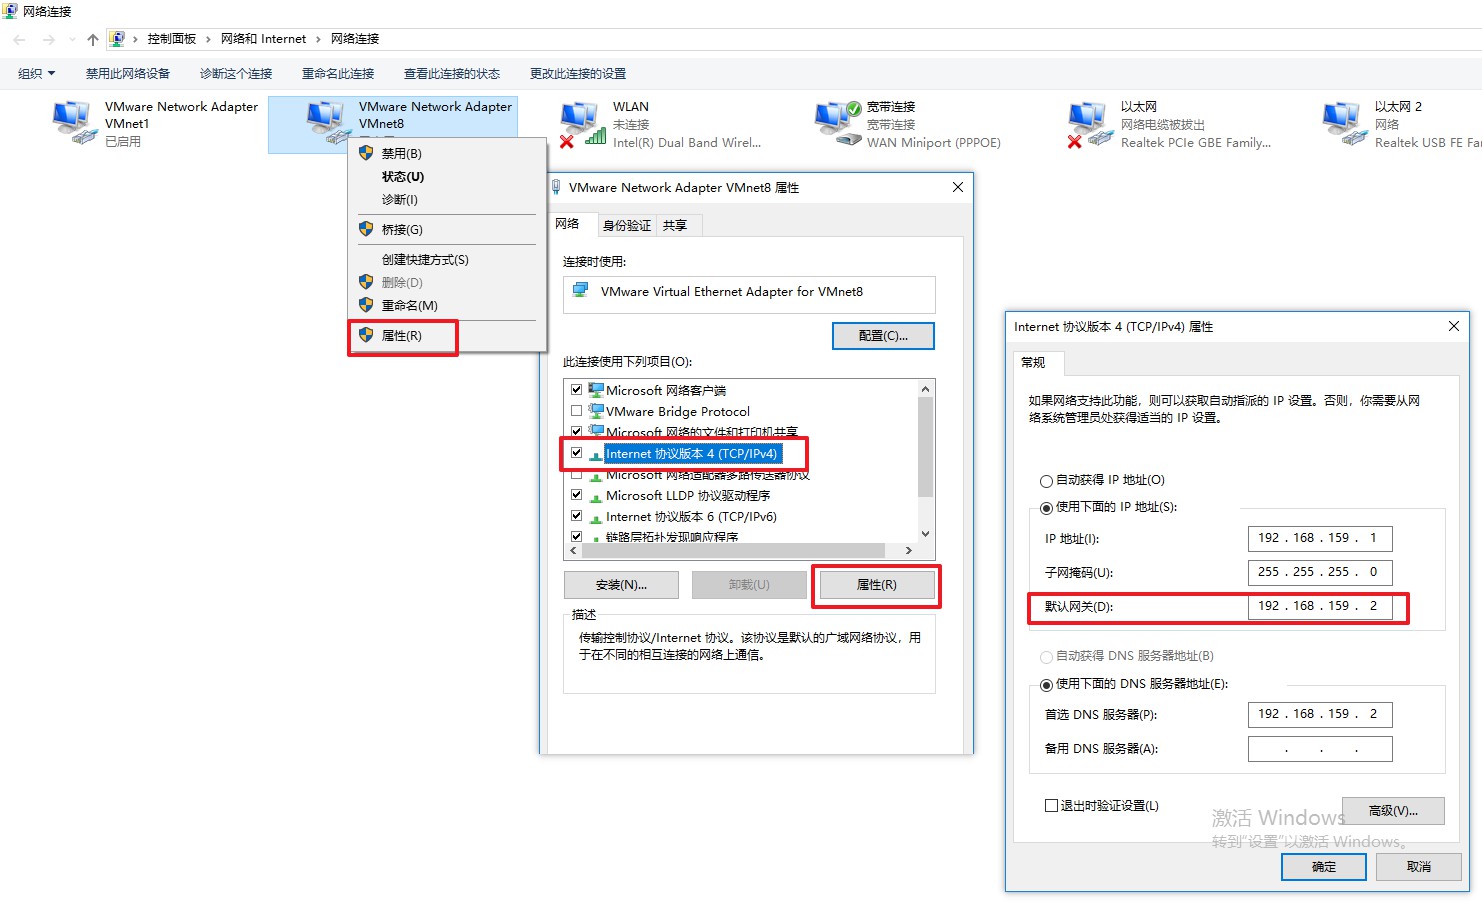 网络连接
控制面板 › 网络和 Internet › 网络连接
组织 禁用此网络设备 诊断这个连接 重命名此连接 查看此连接的状态 更改此连接的设置
VMware Network Adapter
VMnet1
已启用
VMware Network Adapter
VMnet8
WLAN
未连接
Intel(R) Dual Band Wirel...
宽带连接
宽带连接
WAN Miniport (PPPOE)
以太网
网络电缆被拔出
Realtek PCIe GBE Family...
以太网 2
网络
Realtek USB FE Fa
禁用(B)
状态(U)
诊断(I)
桥接(G)
创建快捷方式(S)
删除(D)
重命名(M)
属性(R)
VMware Network Adapter VMnet8 属性
网络 身份验证 共享
连接时使用:
VMware Virtual Ethernet Adapter for VMnet8
配置(C)...
此连接使用下列项目(O):
Microsoft 网络客户端
VMware Bridge Protocol
Microsoft 网络的文件和打印机共享
Internet 协议版本 4 (TCP/IPv4)
Microsoft 网络适配器多路传送器协议
Microsoft LLDP 协议驱动程序
Internet 协议版本 6 (TCP/IPv6)
链路层拓扑发现响应程序
安装(N)... 卸载(U) 属性(R)
描述
传输控制协议/Internet 协议。该协议是默认的广域网络协议，用
于在不同的相互连接的网络上通信。
Internet 协议版本 4 (TCP/IPv4) 属性
常规
如果网络支持此功能，则可以获取自动指派的 IP 设置。否则，你需要从网
络系统管理员处获得适当的 IP 设置。
自动获得 IP 地址(O)
使用下面的 IP 地址(S):
IP 地址(I): 192 . 168 . 159 . 1
子网掩码(U): 255 . 255 . 255 . 0
默认网关(D): 192 . 168 . 159 . 2
自动获得 DNS 服务器地址(B)
使用下面的 DNS 服务器地址(E):
首选 DNS 服务器(P): 192 . 168 . 159 . 2
备用 DNS 服务器(A): . . .
退出时验证设置(L)
高级(V)...
激活 Windows
转到"设置"以激活 Windows。
确定 取消